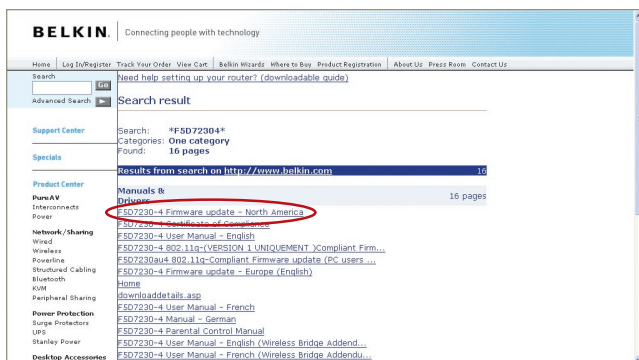 BELKIN. Connecting people with technology
Home Log In/Register Track Your Order View Cart Belkin Wizards Where to Buy Product Registration About Us Press Room Contact Us
Search
Go
Advanced Search
Support Center
Specials
Product Center
PureAV
Interconnects
Power
Network/Sharing
Wired
Wireless
Powerline
Structured Cabling
Bluetooth
KVM
Peripheral Sharing
Power Protection
Surge Protectors
UPS
Stanley Power
Desktop Accessories
Need help setting up your router? (downloadable guide)
Search result
Search: *F5D72304*
Categories: One category
Found: 16 pages
Results from search on http://www.belkin.com 16
Manuals & Drivers 16 pages
F5D7230-4 Firmware update - North America
F5D7230-4 Certificate of Compliance
F5D7230-4 User Manual - English
F5D7230-4 802.11g-(VERSION 1 UNIQUEMENT )Compliant Firm...
F5D7230au4 802.11g-Compliant Firmware update (PC users ...
F5D7230-4 Firmware update - Europe (English)
Home
downloaddetails.asp
F5D7230-4 User Manual - French
F5D7230-4 Manual - German
F5D7230-4 Parental Control Manual
F5D7230-4 User Manual - English (Wireless Bridge Addend...
F5D7230-4 User Manual - French (Wireless Bridge Addendu...